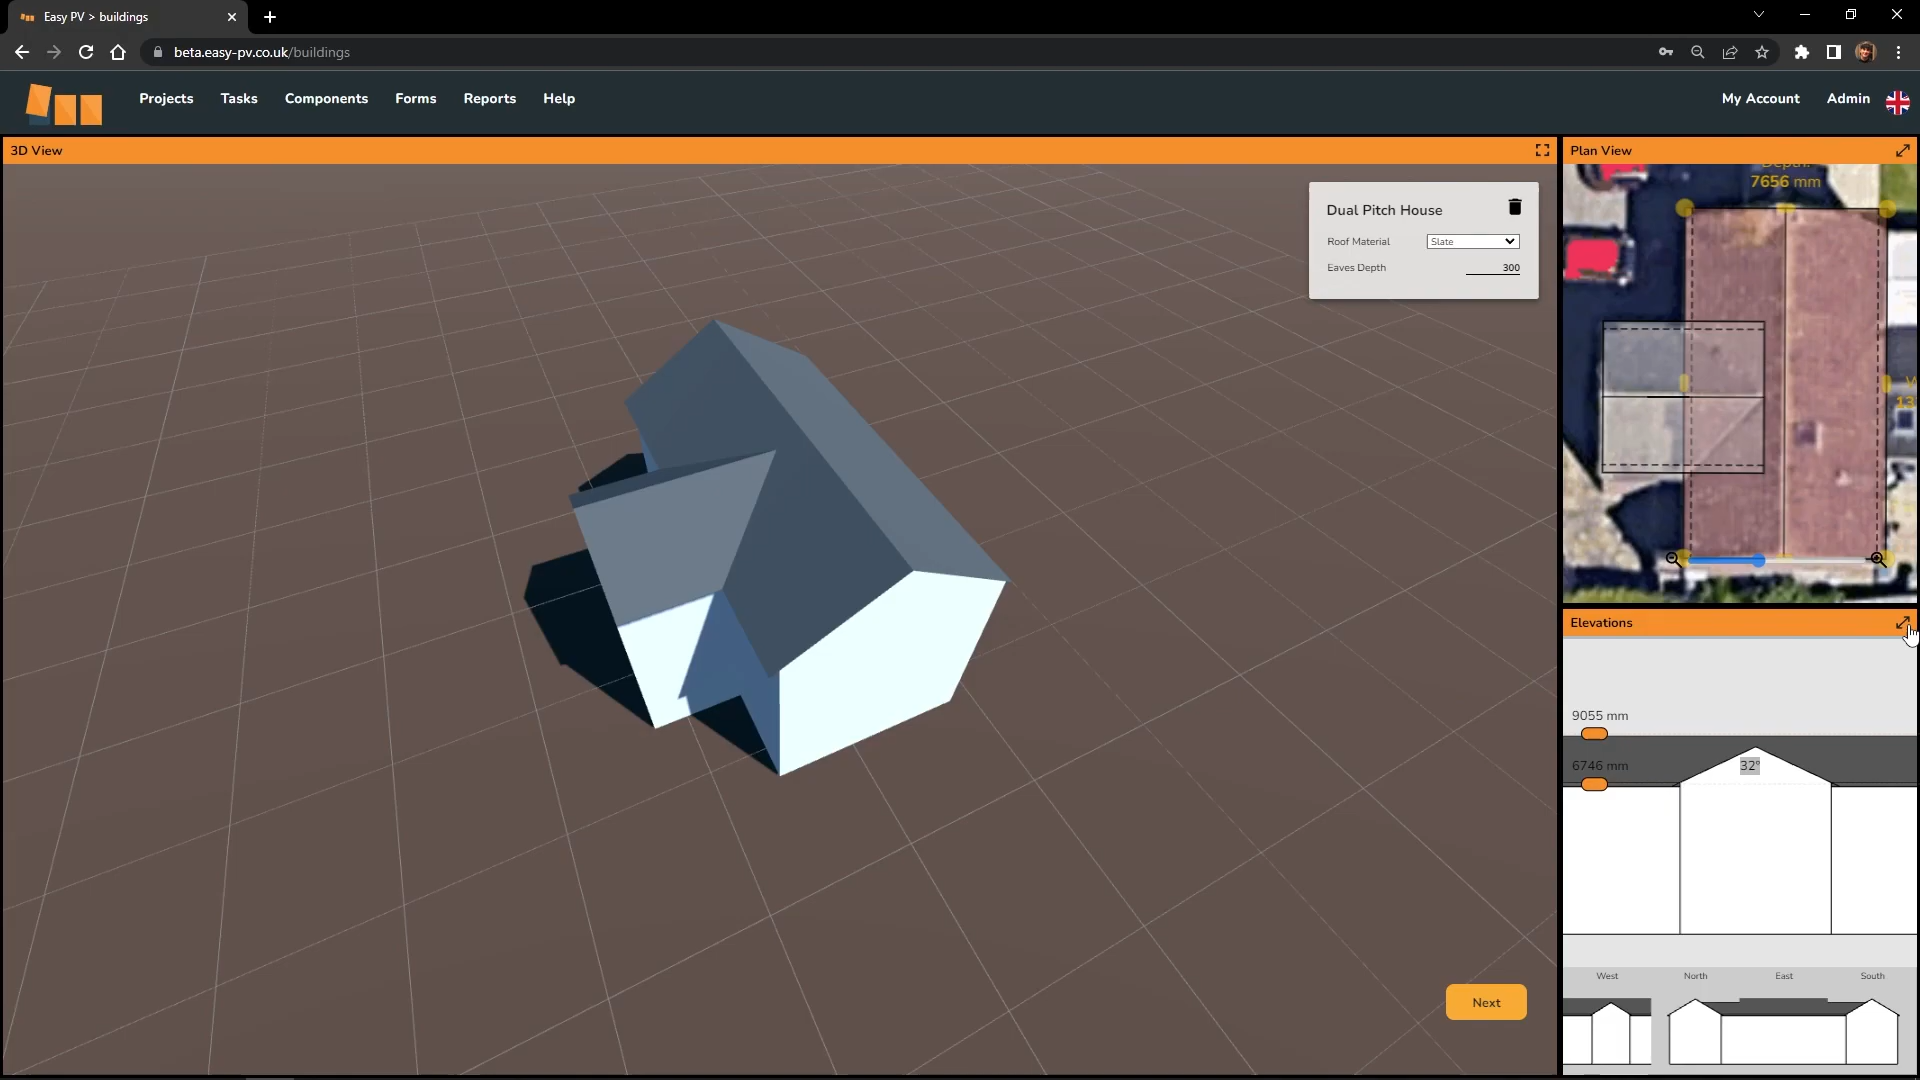 Easy PV > buildings
beta.easy-pv.co.uk/buildings
Projects Tasks Components Forms Reports Help My Account Admin
3D View
Dual Pitch House
Roof Material Slate
Eaves Depth 300
Next
Plan View
Depth:
7656 mm
W
13
Elevations
9055 mm
6746 mm 32°
West North East South